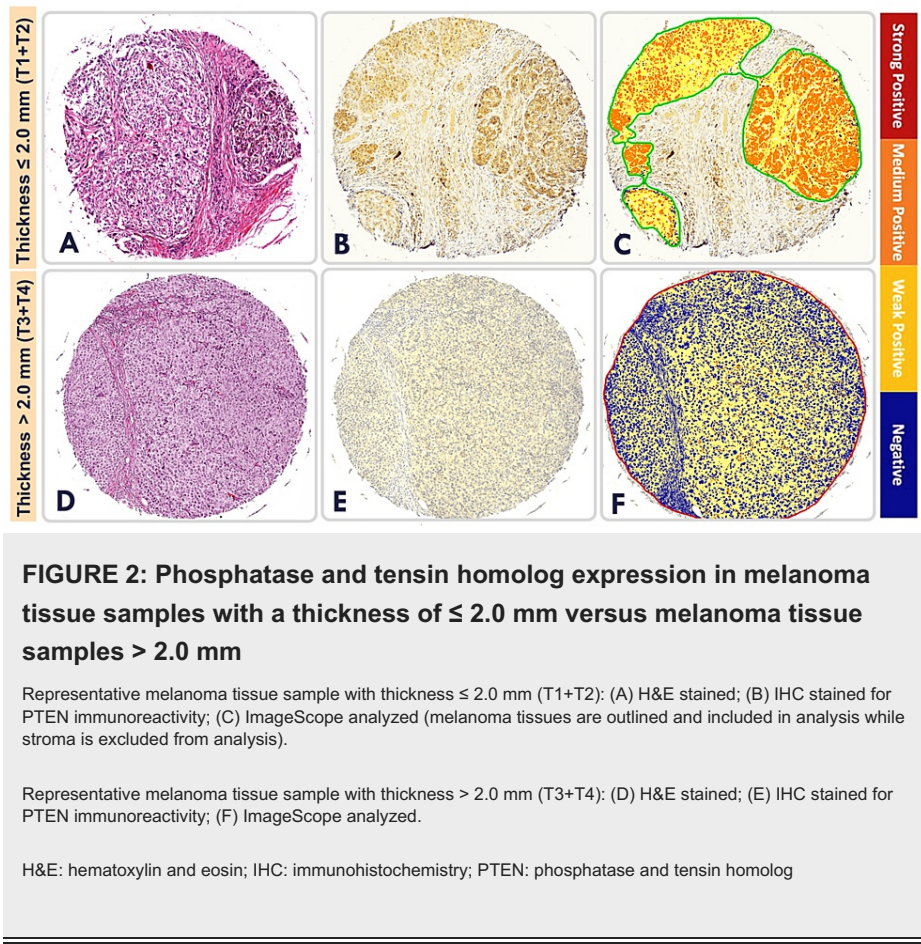 Thickness ≤ 2.0 mm (T1+T2)
A
B
C
Strong Positive
Medium Positive
Thickness > 2.0 mm (T3+T4)
D
E
F
Weak Positive
Negative
FIGURE 2: Phosphatase and tensin homolog expression in melanoma
tissue samples with a thickness of ≤ 2.0 mm versus melanoma tissue
samples > 2.0 mm
Representative melanoma tissue sample with thickness ≤ 2.0 mm (T1+T2): (A) H&E stained; (B) IHC stained for
PTEN immunoreactivity; (C) ImageScope analyzed (melanoma tissues are outlined and included in analysis while
stroma is excluded from analysis).
Representative melanoma tissue sample with thickness > 2.0 mm (T3+T4): (D) H&E stained; (E) IHC stained for
PTEN immunoreactivity; (F) ImageScope analyzed.
H&E: hematoxylin and eosin; IHC: immunohistochemistry; PTEN: phosphatase and tensin homolog